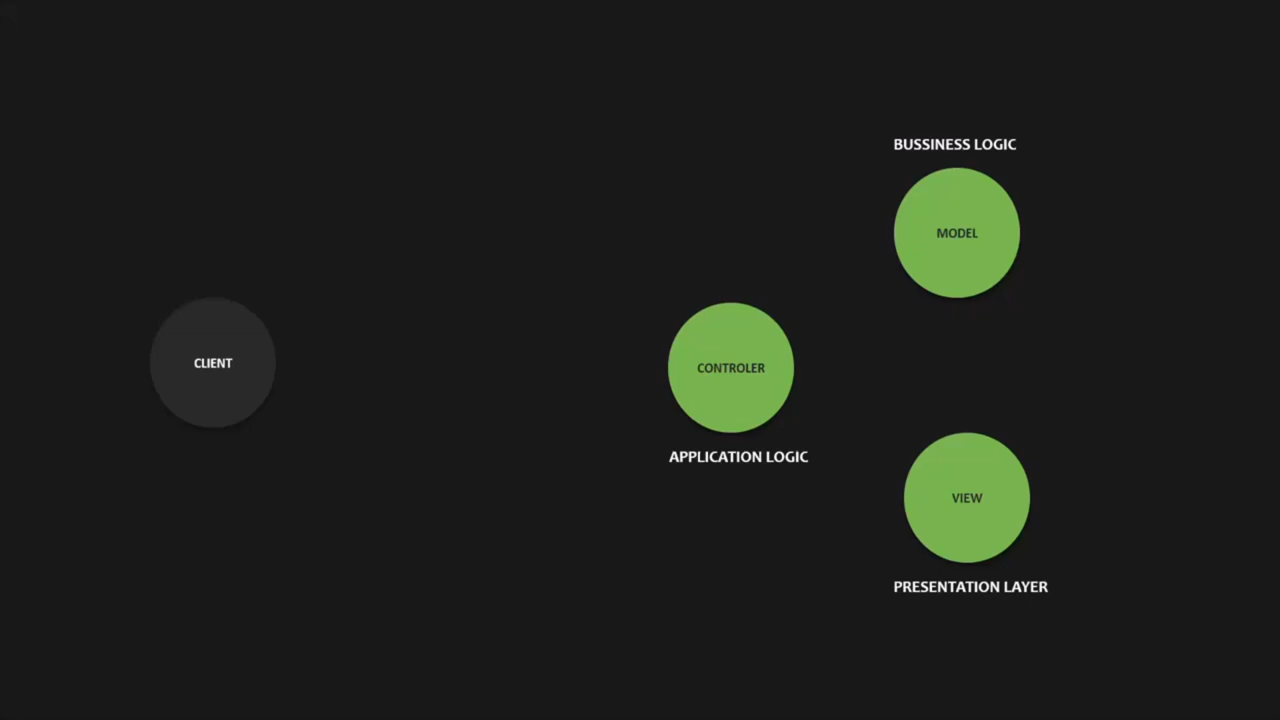 BUSSINESS LOGIC
MODEL
CLIENT
CONTROLER
APPLICATION LOGIC
VIEW
PRESENTATION LAYER